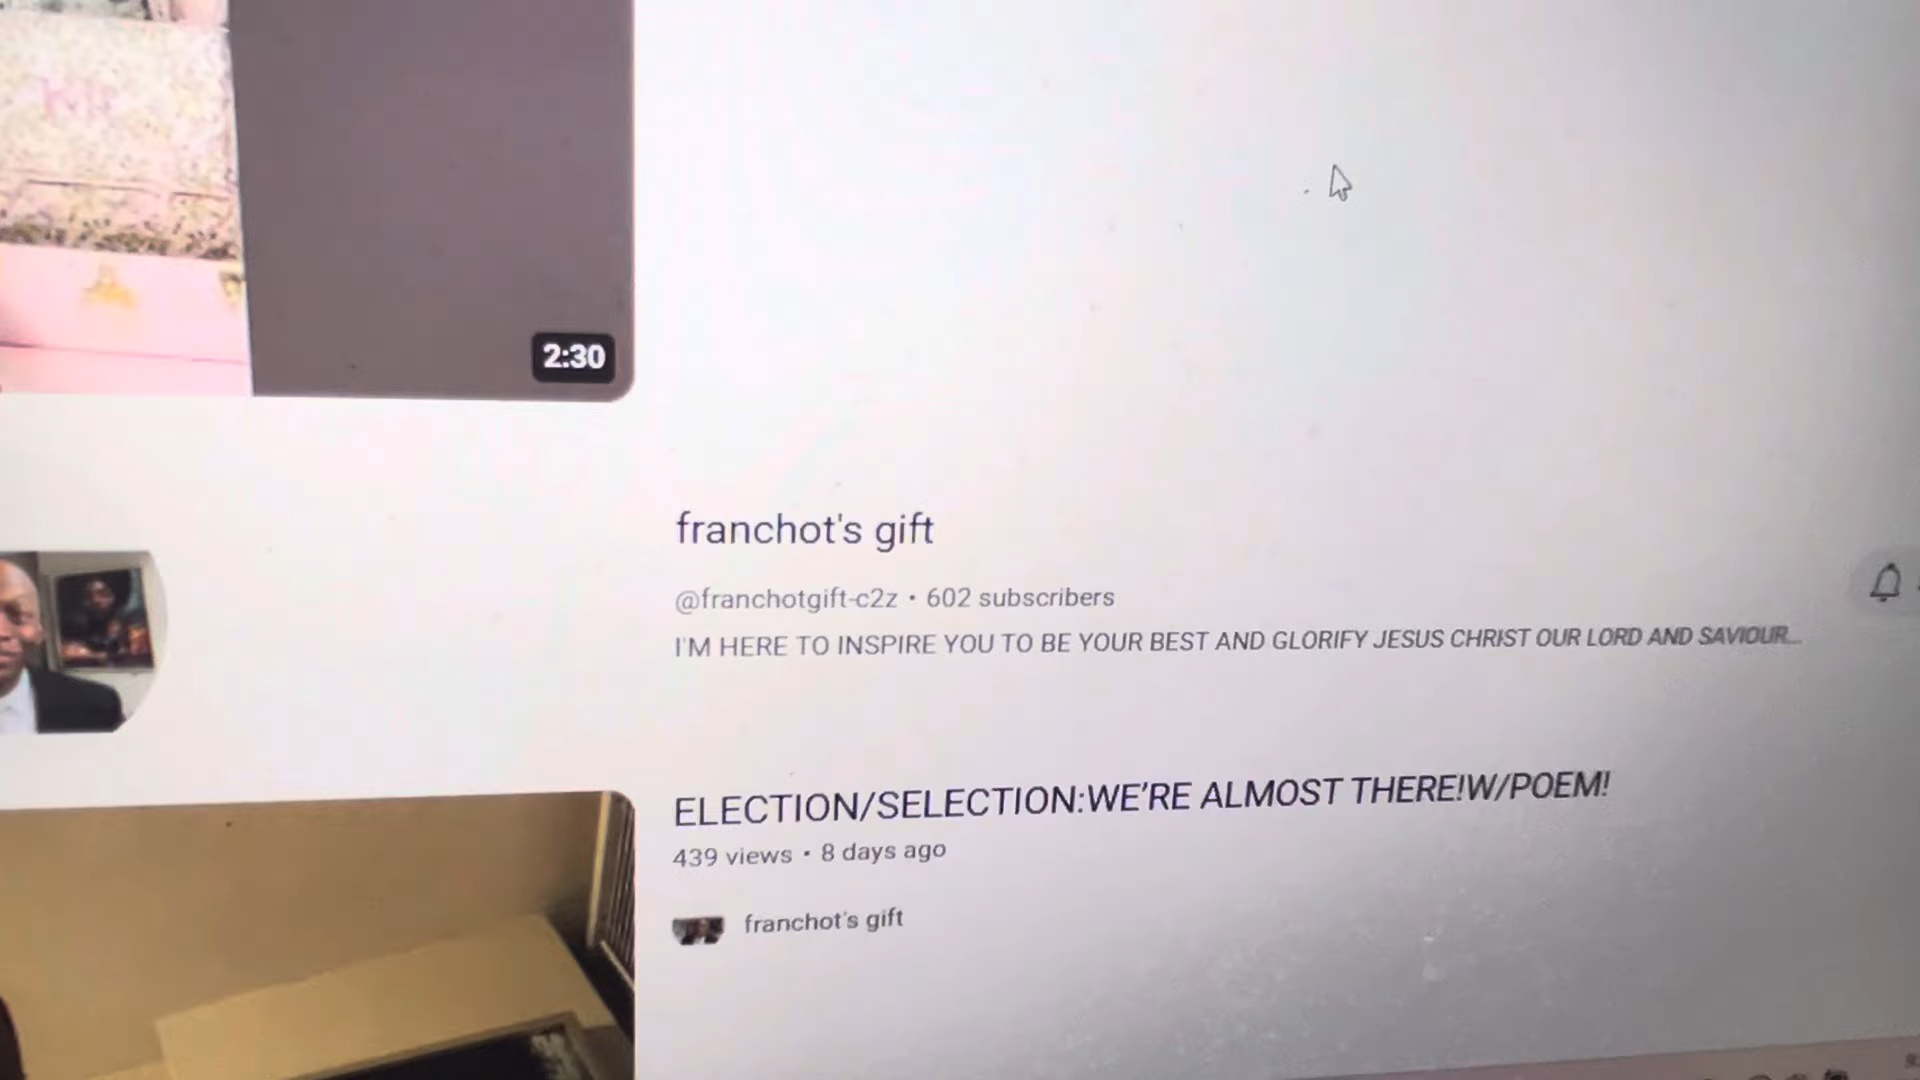 2:30
franchot's gift
@franchotgift-c2z • 602 subscribers
I'M HERE TO INSPIRE YOU TO BE YOUR BEST AND GLORIFY JESUS CHRIST OUR LORD AND SAVIOUR...
ELECTION/SELECTION:WE'RE ALMOST THERE!W/POEM!
439 views • 8 days ago
franchot's gift